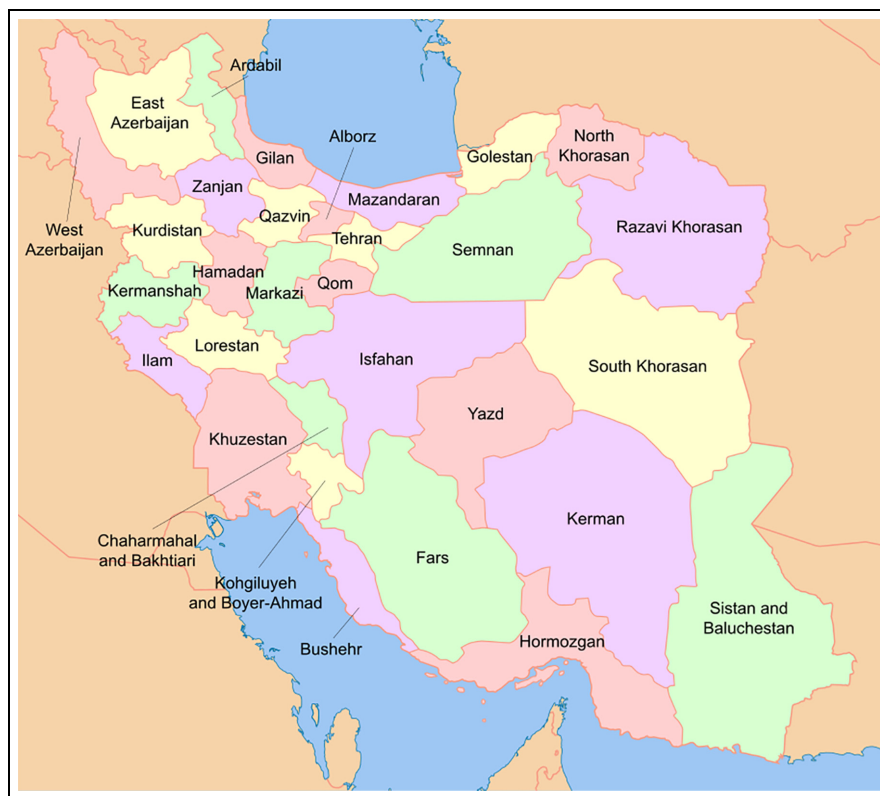 Ardabil
East
Azerbaijan
Alborz
North
Khorasan
Golestan
Gilan
Zanjan
Mazandaran
Qazvin
Razavi Khorasan
West
Azerbaijan
Kurdistan
Tehran
Semnan
Hamadan
Qom
Kermanshah
Markazi
Lorestan
Ilam
Isfahan
South Khorasan
Yazd
Khuzestan
Kerman
Chaharmahal
and Bakhtiari
Fars
Kohgiluyeh
and Boyer-Ahmad
Sistan and
Baluchestan
Hormozgan
Bushehr